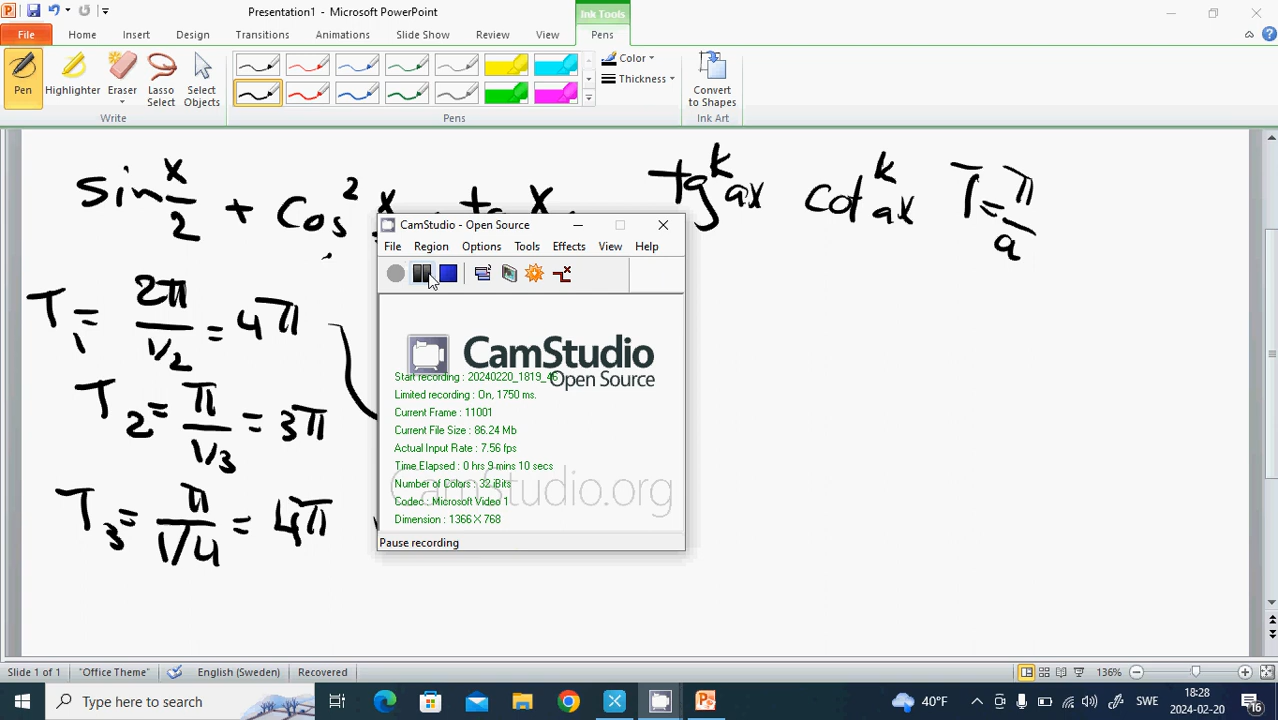 Presentation1 - Microsoft PowerPoint
Ink Tools
File Home Insert Design Transitions Animations Slide Show Review View Pens
Pen Highlighter Eraser Lasso Select Select Objects
Color
Thickness
Convert to Shapes
Write Pens Ink Art
sin x/2 + cos² x tg x
tg^k ax cot^k ax T = π/a
T₁ = 2π / 1/2 = 4π
T₂ = π / 1/3 = 3π
T₃ = π / 1/4 = 4π
CamStudio - Open Source
File Region Options Tools Effects View Help
CamStudio
Open Source
Start recording : 20240220_1819_46
Limited recording : On, 1750 ms.
Current Frame : 11001
Current File Size : 86.24 Mb
Actual Input Rate : 7.56 fps
Time Elapsed : 0 hrs 9 mins 10 secs
CamStudio.org
Number of Colors : 32 iBits
Codec : Microsoft Video 1
Dimension : 1366 X 768
Pause recording
Slide 1 of 1 "Office Theme" English (Sweden) Recovered 136%
Type here to search 40°F SWE 18:28
2024-02-20 16